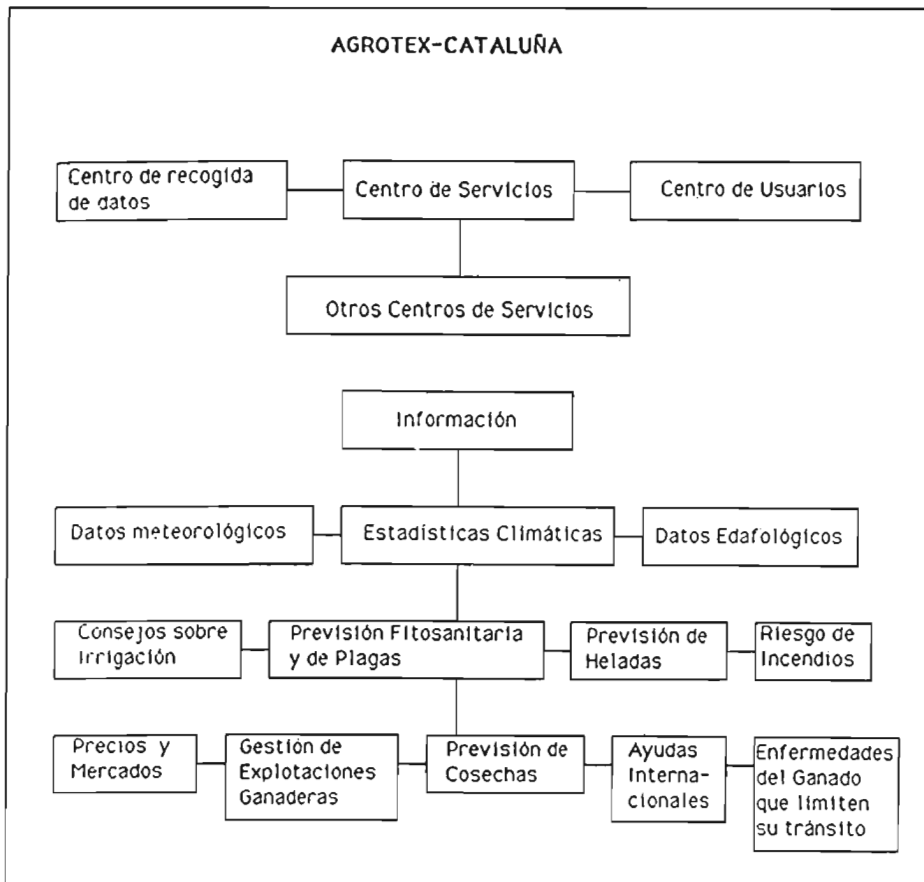 AGROTEX-CATALUÑA
Centro de recogida
de datos
Centro de Servicios
Centro de Usuarios
Otros Centros de Servicios
Información
Datos meteorológicos
Estadísticas Climáticas
Datos Edafológicos
Consejos sobre
irrigación
Previsión Fitosanitaria
y de Plagas
Previsión de
Heladas
Riesgo de
Incendios
Precios y
Mercados
Gestión de
Explotaciones
Ganaderas
Previsión de
Cosechas
Ayudas
Interna-
cionales
Enfermedades
del Ganado
que limiten
su tránsito